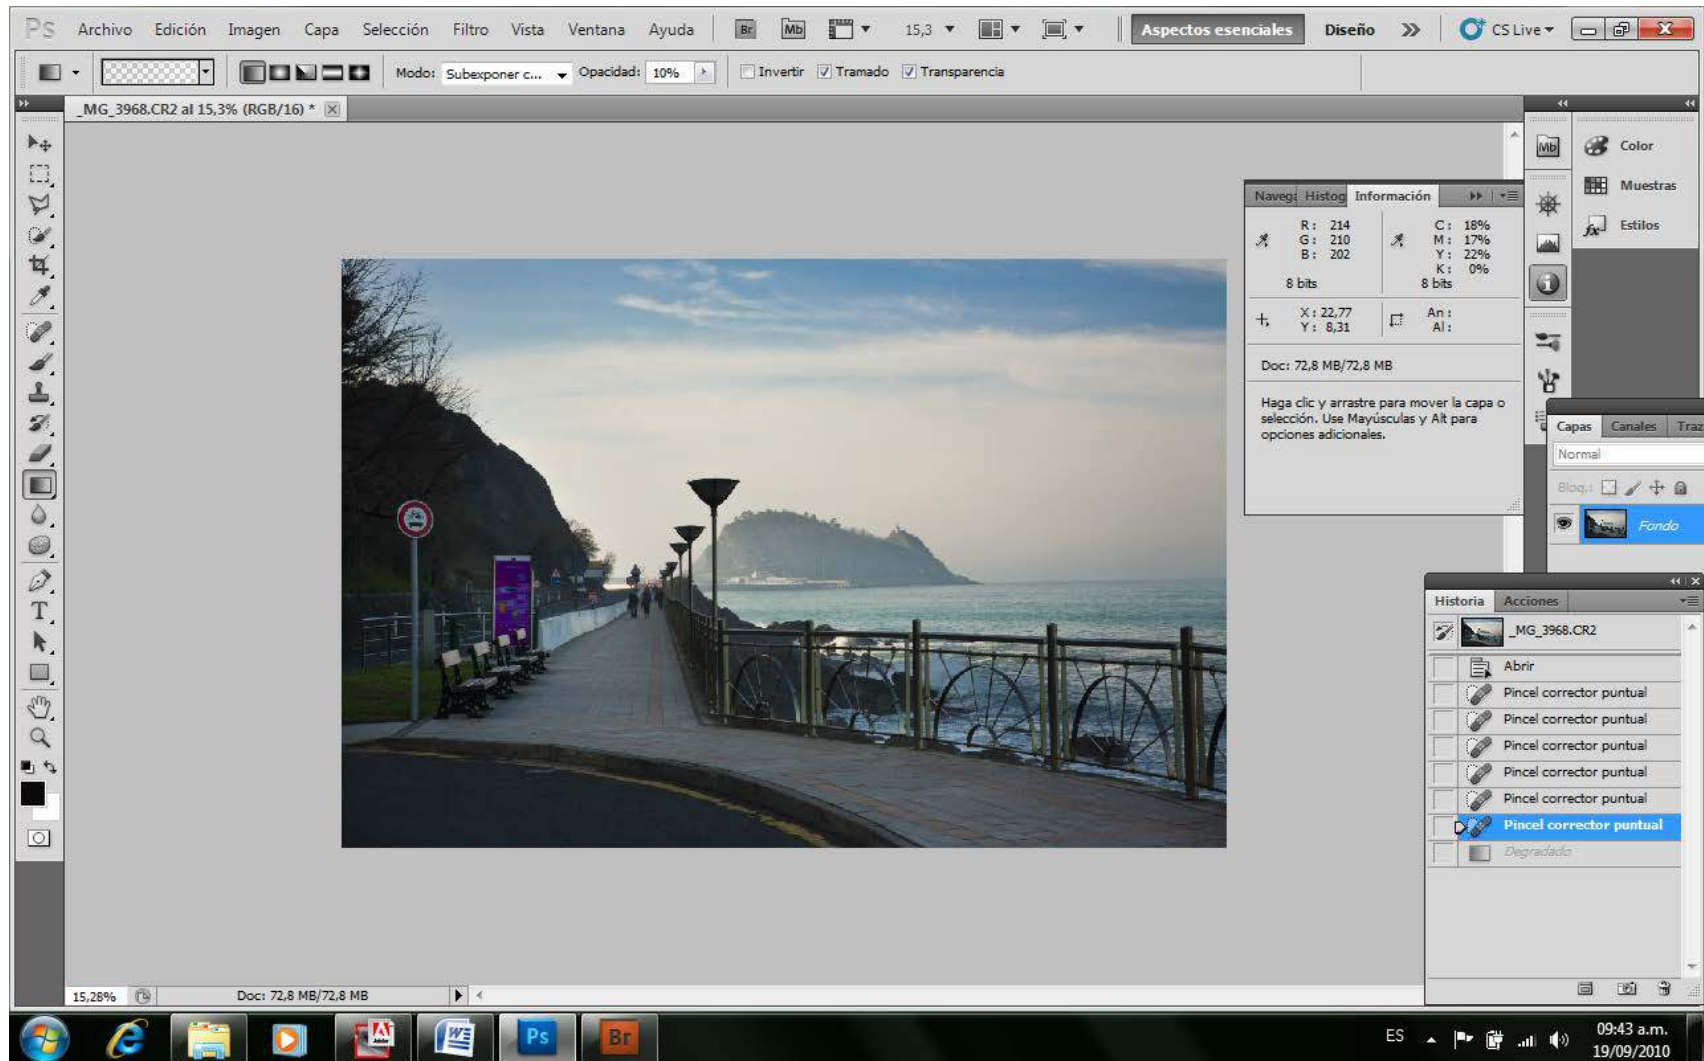 Ps Archivo Edición Imagen Capa Selección Filtro Vista Ventana Ayuda Br Mb 15,3 Aspectos esenciales Diseño CS Live
Modo: Subexponer c... Opacidad: 10% Invertir Tramado Transparencia
_MG_3968.CR2 al 15,3% (RGB/16) *
Mb Color
Muestras
Estilos
Naveg Histog Información
R: 214 C: 18%
G: 210 M: 17%
B: 202 Y: 22%
K: 0%
8 bits 8 bits
X: 22,77 An:
Y: 8,31 Al:
Doc: 72,8 MB/72,8 MB
Haga clic y arrastre para mover la capa o
selección. Use Mayúsculas y Alt para
opciones adicionales.
Capas Canales Traz
Normal
Bloq.:
Fondo
Historia Acciones
_MG_3968.CR2
Abrir
Pincel corrector puntual
Pincel corrector puntual
Pincel corrector puntual
Pincel corrector puntual
Pincel corrector puntual
Pincel corrector puntual
Degradado
15,28% Doc: 72,8 MB/72,8 MB
Adobe W Ps Br ES 09:43 a.m.
19/09/2010